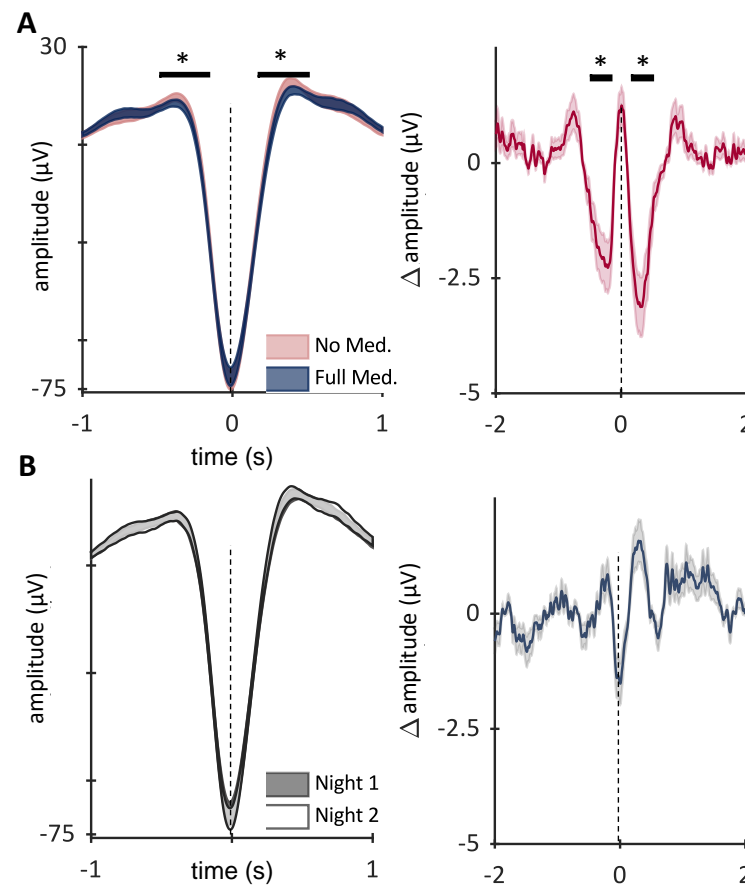 A
30
*
*
amplitude (µV)
-75
No Med.
Full Med.
-1
0
1
time (s)
*
*
Δ amplitude (µV)
0
-2.5
-5
-2
0
2
B
amplitude (µV)
-75
Night 1
Night 2
-1
time (s)
1
Δ amplitude (µV)
0
-2.5
-5
-2
0
2